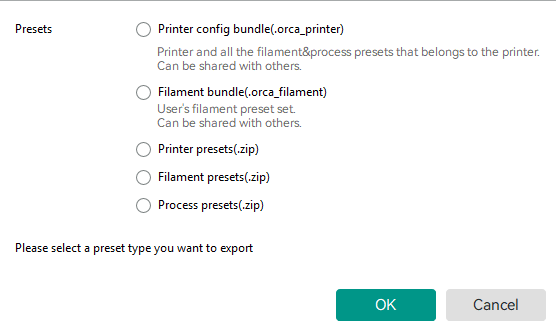 Presets
Printer config bundle(.orca_printer)
Printer and all the filament&process presets that belongs to the printer.
Can be shared with others.
Filament bundle(.orca_filament)
User's filament preset set.
Can be shared with others.
Printer presets(.zip)
Filament presets(.zip)
Process presets(.zip)
Please select a preset type you want to export
OK
Cancel